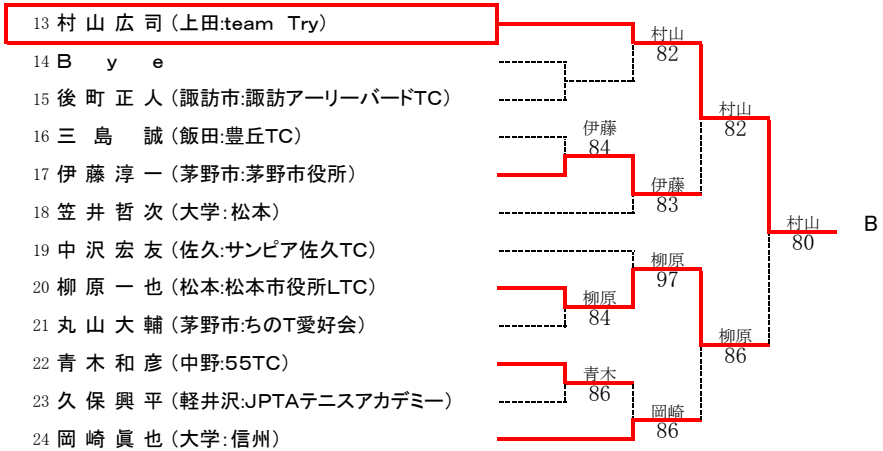 13 村 山 広 司 (上田:team Try)
14 B y e
15 後 町 正 人 (諏訪市:諏訪アーリーバードTC)
16 三 島 誠 (飯田:豊丘TC)
17 伊 藤 淳 一 (茅野市:茅野市役所)
18 笠 井 哲 次 (大学:松本)
19 中 沢 宏 友 (佐久:サンピア佐久TC)
20 柳 原 一 也 (松本:松本市役所LTC)
21 丸 山 大 輔 (茅野市:ちのT愛好会)
22 青 木 和 彦 (中野:55TC)
23 久 保 興 平 (軽井沢:JPTAテニスアカデミー)
24 岡 崎 眞 也 (大学:信州)
伊藤
84
柳原
84
青木
86
村山
82
伊藤
83
柳原
97
岡崎
86
村山
82
柳原
86
村山
80
B